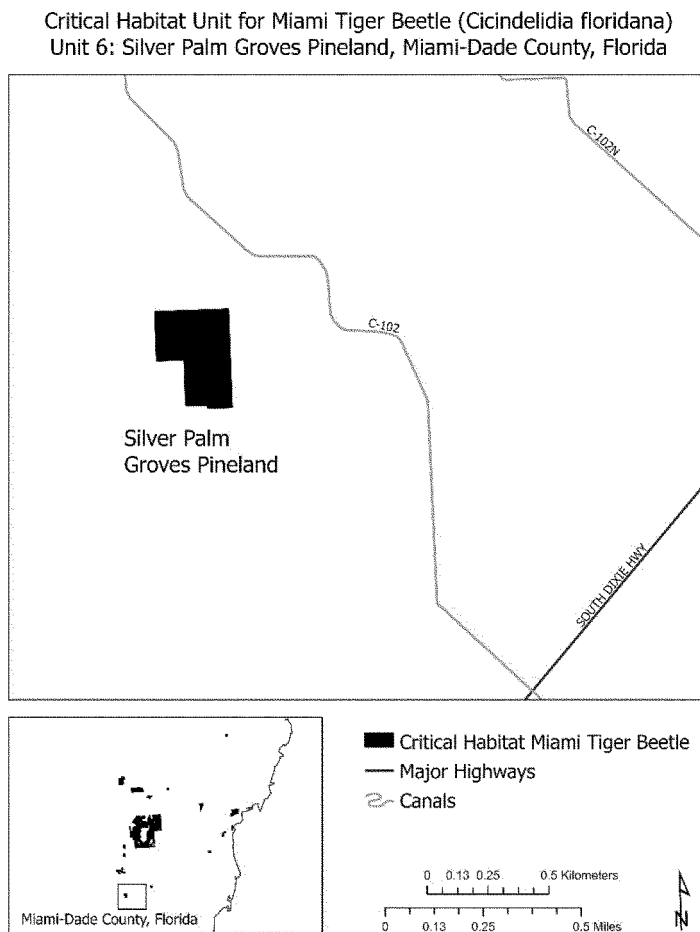 Critical Habitat Unit for Miami Tiger Beetle (Cicindelidia floridana)
Unit 6: Silver Palm Groves Pineland, Miami-Dade County, Florida
C-102N
C-102
Silver Palm
Groves Pineland
SOUTH DIXIE HWY
Critical Habitat Miami Tiger Beetle
Major Highways
Canals
Miami-Dade County, Florida
0 0.13 0.25 0.5 Kilometers
0 0.13 0.25 0.5 Miles
N